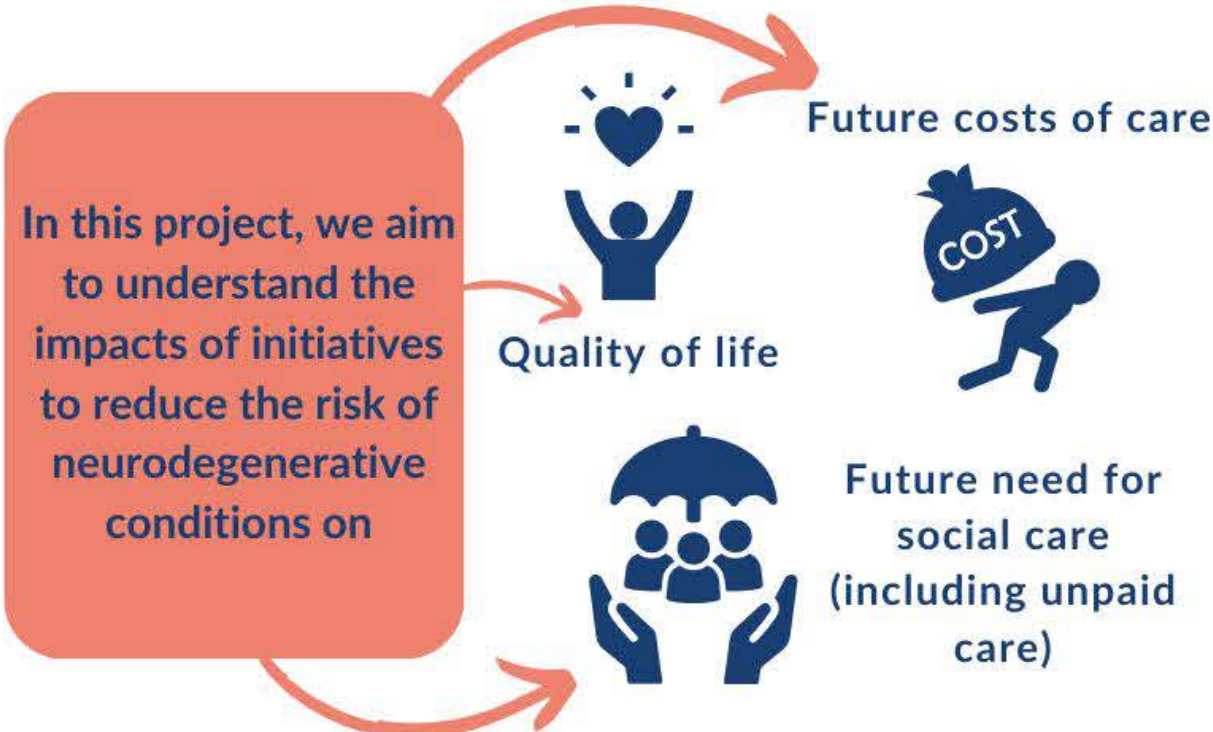 In this project, we aim
to understand the
impacts of initiatives
to reduce the risk of
neurodegenerative
conditions on
Future costs of care
COST
Quality of life
Future need for
social care
(including unpaid
care)